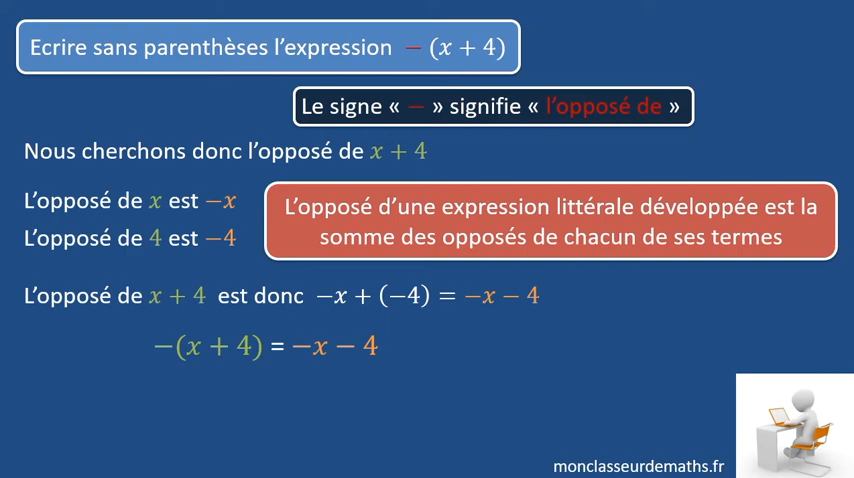 Ecrire sans parenthèses l’expression − (x + 4)
Le signe « − » signifie « l’opposé de »
Nous cherchons donc l’opposé de x + 4
L’opposé de x est −x
L’opposé de 4 est −4
L’opposé d’une expression littérale développée est la
somme des opposés de chacun de ses termes
L’opposé de x + 4 est donc −x + (−4) = −x − 4
−(x + 4) = −x − 4
monclasseurdemaths.fr